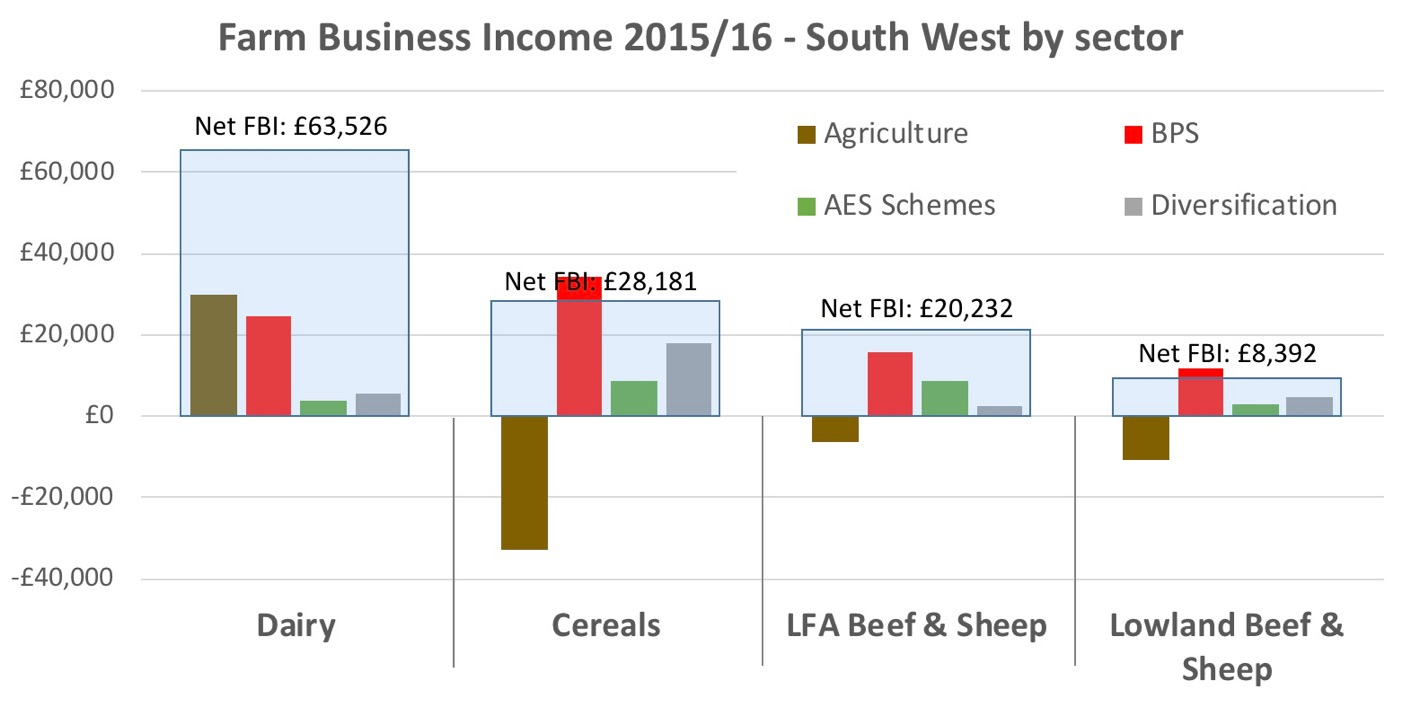 Farm Business Income 2015/16 - South West by sector
£80,000
£60,000
£40,000
£20,000
£0
-£20,000
-£40,000
Net FBI: £63,526
Net FBI: £28,181
Net FBI: £20,232
Net FBI: £8,392
Agriculture
BPS
AES Schemes
Diversification
Dairy
Cereals
LFA Beef & Sheep
Lowland Beef &
Sheep